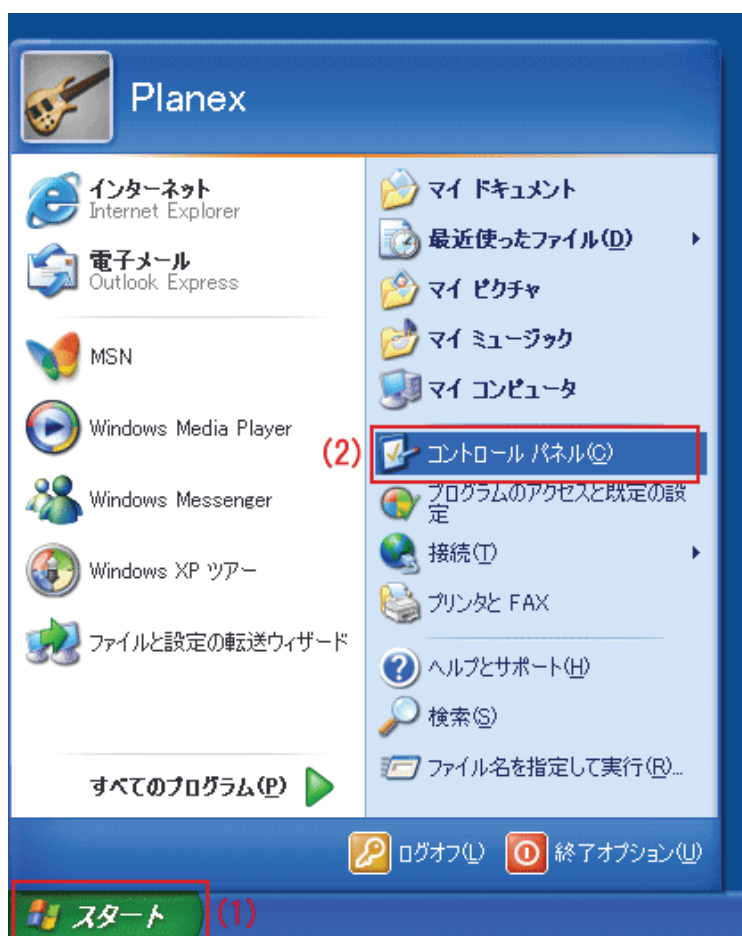 Planex
インターネット
Internet Explorer
電子メール
Outlook Express
MSN
Windows Media Player
Windows Messenger
Windows XP ツアー
ファイルと設定の転送ウィザード
すべてのプログラム(P)
マイ ドキュメント
最近使ったファイル(D)
マイ ピクチャ
マイ ミュージック
マイ コンピュータ
(2)
コントロール パネル(C)
プログラムのアクセスと既定の設
定
接続(T)
プリンタと FAX
ヘルプとサポート(H)
検索(S)
ファイル名を指定して実行(R)...
ログオフ(L)
終了オプション(U)
スタート
(1)